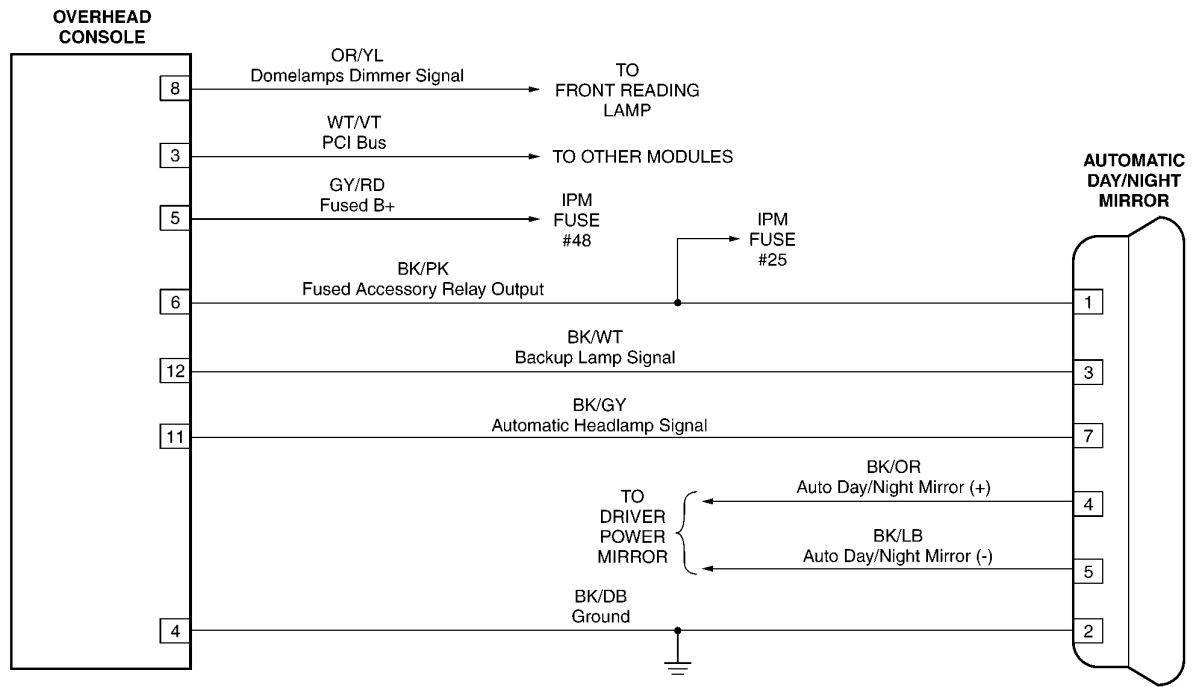 OVERHEAD
CONSOLE
8
OR/YL
Domelamps Dimmer Signal
TO
FRONT READING
LAMP
3
WT/VT
PCI Bus
TO OTHER MODULES
5
GY/RD
Fused B+
IPM
FUSE
#48
IPM
FUSE
#25
AUTOMATIC
DAY/NIGHT
MIRROR
6
BK/PK
Fused Accessory Relay Output
1
12
BK/WT
Backup Lamp Signal
3
11
BK/GY
Automatic Headlamp Signal
7
TO
DRIVER
POWER
MIRROR
BK/OR
Auto Day/Night Mirror (+)
4
BK/LB
Auto Day/Night Mirror (-)
5
4
BK/DB
Ground
2